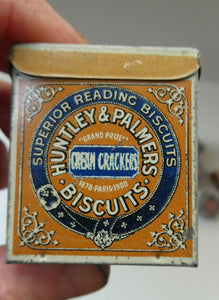 SUPERIOR READING BISCUITS
HUNTLEY & PALMERS
"GRAND PRIZE"
CREAM CRACKERS
1878·PARIS·1900
BISCUITS